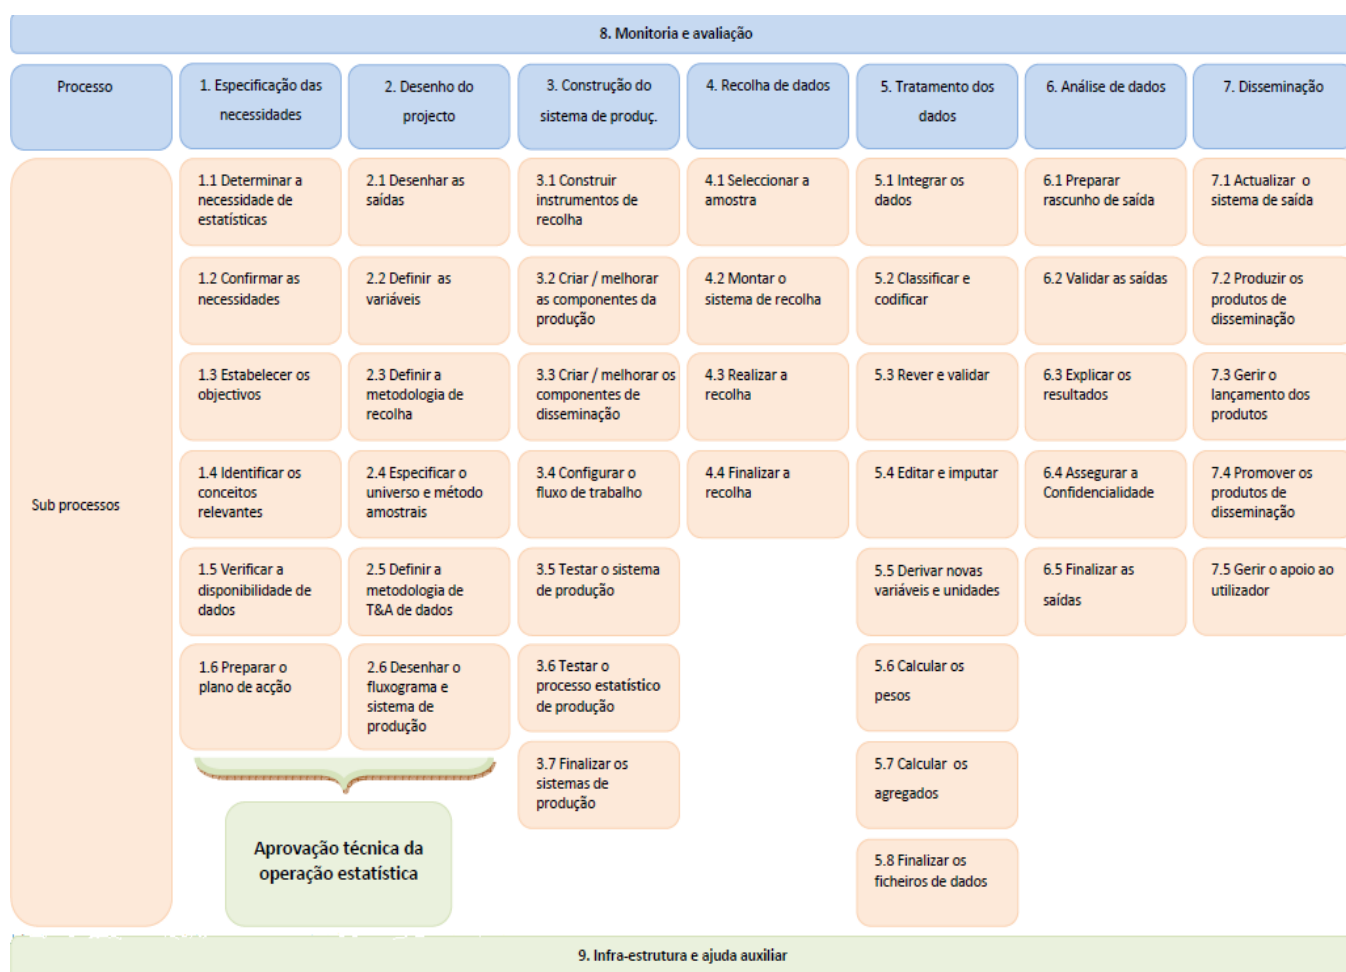 8. Monitoria e avaliação
Processo
1. Especificação das
necessidades
2. Desenho do
projecto
3. Construção do
sistema de produç.
4. Recolha de dados
5. Tratamento dos
dados
6. Análise de dados
7. Disseminação
Sub processos
1.1 Determinar a
necessidade de
estatísticas
1.2 Confirmar as
necessidades
1.3 Estabelecer os
objectivos
1.4 Identificar os
conceitos
relevantes
1.5 Verificar a
disponibilidade de
dados
1.6 Preparar o
plano de acção
2.1 Desenhar as
saídas
2.2 Definir as
variáveis
2.3 Definir a
metodologia de
recolha
2.4 Especificar o
universo e método
amostrais
2.5 Definir a
metodologia de
T&A de dados
2.6 Desenhar o
fluxograma e
sistema de
produção
Aprovação técnica da
operação estatística
3.1 Construir
instrumentos de
recolha
3.2 Criar / melhorar
as componentes da
produção
3.3 Criar / melhorar os
componentes de
disseminação
3.4 Configurar o
fluxo de trabalho
3.5 Testar o sistema
de produção
3.6 Testar o
processo estatístico
de produção
3.7 Finalizar os
sistemas de
produção
4.1 Seleccionar a
amostra
4.2 Montar o
sistema de recolha
4.3 Realizar a
recolha
4.4 Finalizar a
recolha
5.1 Integrar os
dados
5.2 Classificar e
codificar
5.3 Rever e validar
5.4 Editar e imputar
5.5 Derivar novas
variáveis e unidades
5.6 Calcular os
pesos
5.7 Calcular os
agregados
5.8 Finalizar os
ficheiros de dados
6.1 Preparar
rascunho de saída
6.2 Validar as saídas
6.3 Explicar os
resultados
6.4 Assegurar a
Confidencialidade
6.5 Finalizar as
saídas
7.1 Actualizar o
sistema de saída
7.2 Produzir os
produtos de
disseminação
7.3 Gerir o
lançamento dos
produtos
7.4 Promover os
produtos de
disseminação
7.5 Gerir o apoio ao
utilizador
9. Infra-estrutura e ajuda auxiliar